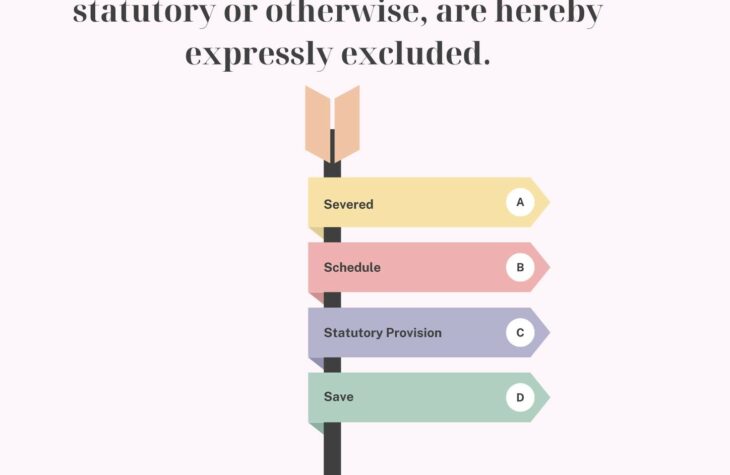 statutory or otherwise, are hereby
expressly excluded.
Severed A
Schedule B
Statutory Provision C
Save D